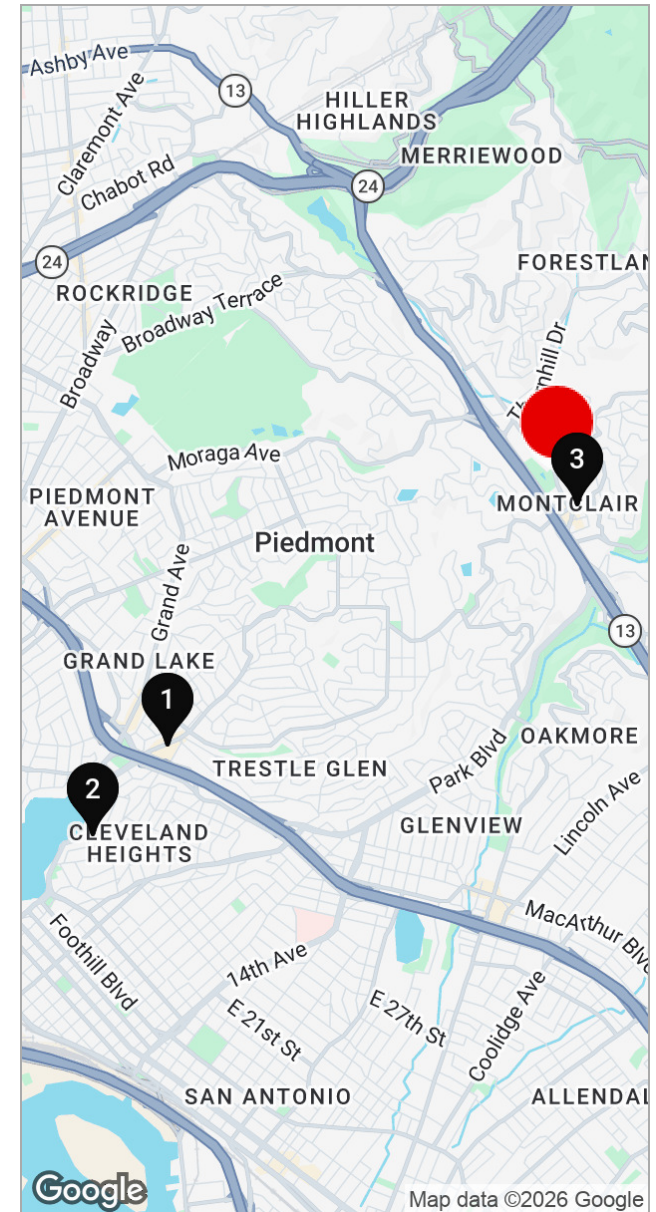 Ashby Ave
13
HILLER
HIGHLANDS
Claremont Ave
MERRIEWOOD
Chabot Rd
24
24
FORESTLAN
ROCKRIDGE
Broadway Terrace
Broadway
Thornhill Dr
Moraga Ave
3
PIEDMONT
AVENUE
MONTCLAIR
Piedmont
Grand Ave
13
GRAND LAKE
1
OAKMORE
TRESTLE GLEN
Park Blvd
2
Lincoln Ave
CLEVELAND
HEIGHTS
GLENVIEW
MacArthur Blv
Foothill Blvd
14th Ave
E 27th St
Coolidge Ave
E 21st St
SAN ANTONIO
ALLENDAL
Google
Map data ©2026 Google